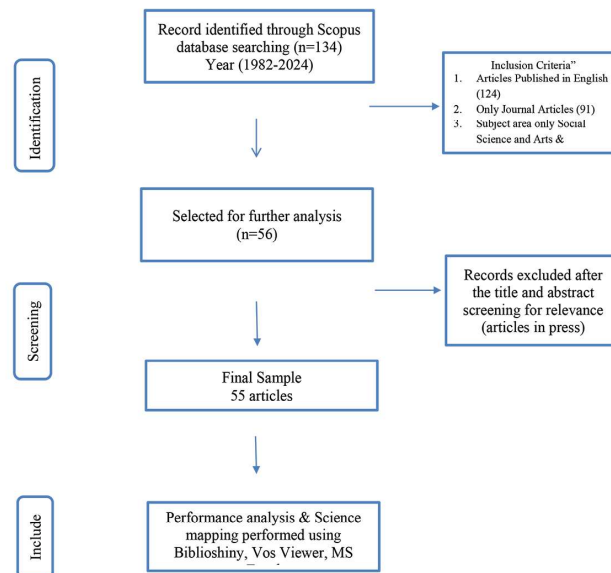 Record identified through Scopus
database searching (n=134)
Year (1982-2024)
Identification
Inclusion Criteria”
1. Articles Published in English
(124)
2. Only Journal Articles (91)
3. Subject area only Social
Science and Arts &
Selected for further analysis
(n=56)
Screening
Records excluded after
the title and abstract
screening for relevance
(articles in press)
Final Sample
55 articles
Include
Performance analysis & Science
mapping performed using
Biblioshiny, Vos Viewer, MS